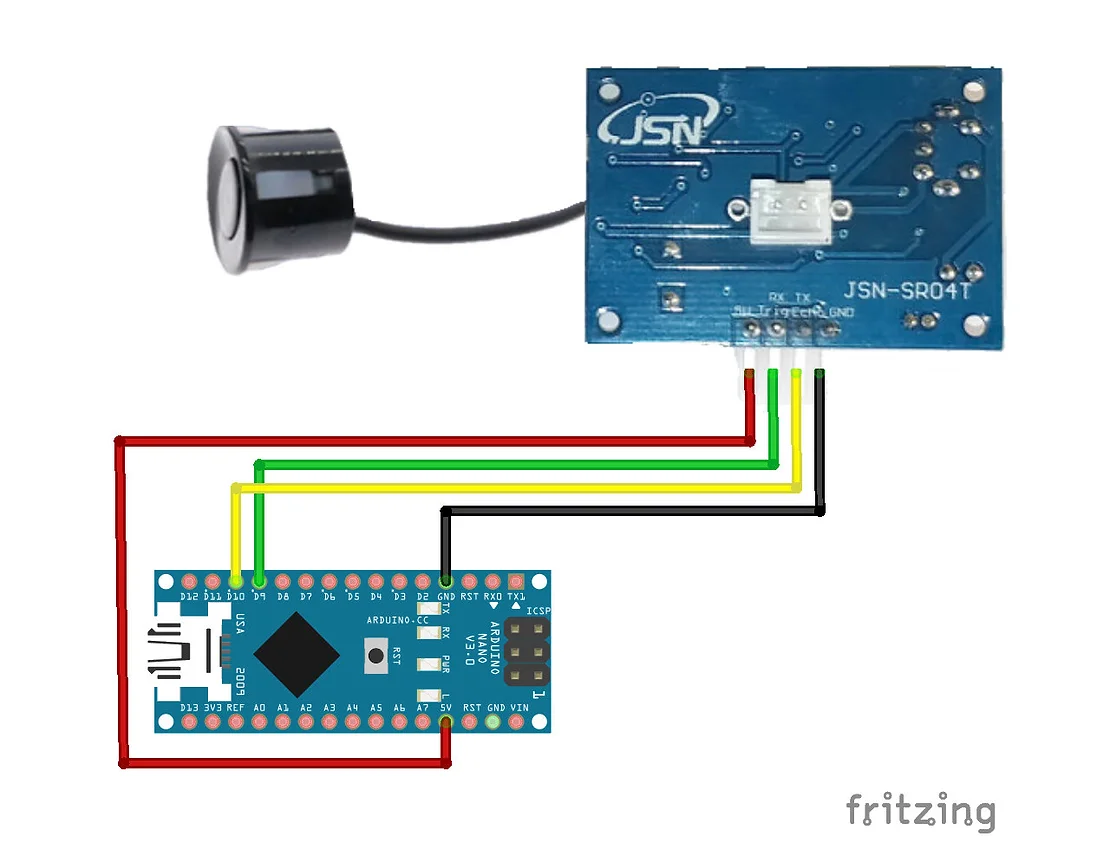 JSN
JSN-SR04T
RX TX
5V Trig Echo GND
D12 D11 D10 D9 D8 D7 D6 D5 D4 D3 D2 GND RST RX0 TX1
TX
RX
PWR
L
ARDUINO.CC
RST
USA
2009
ARDUINO
NANO
V3.0
ICSP
1
D13 3V3 REF A0 A1 A2 A3 A4 A5 A6 A7 5V RST GND VIN
fritzing